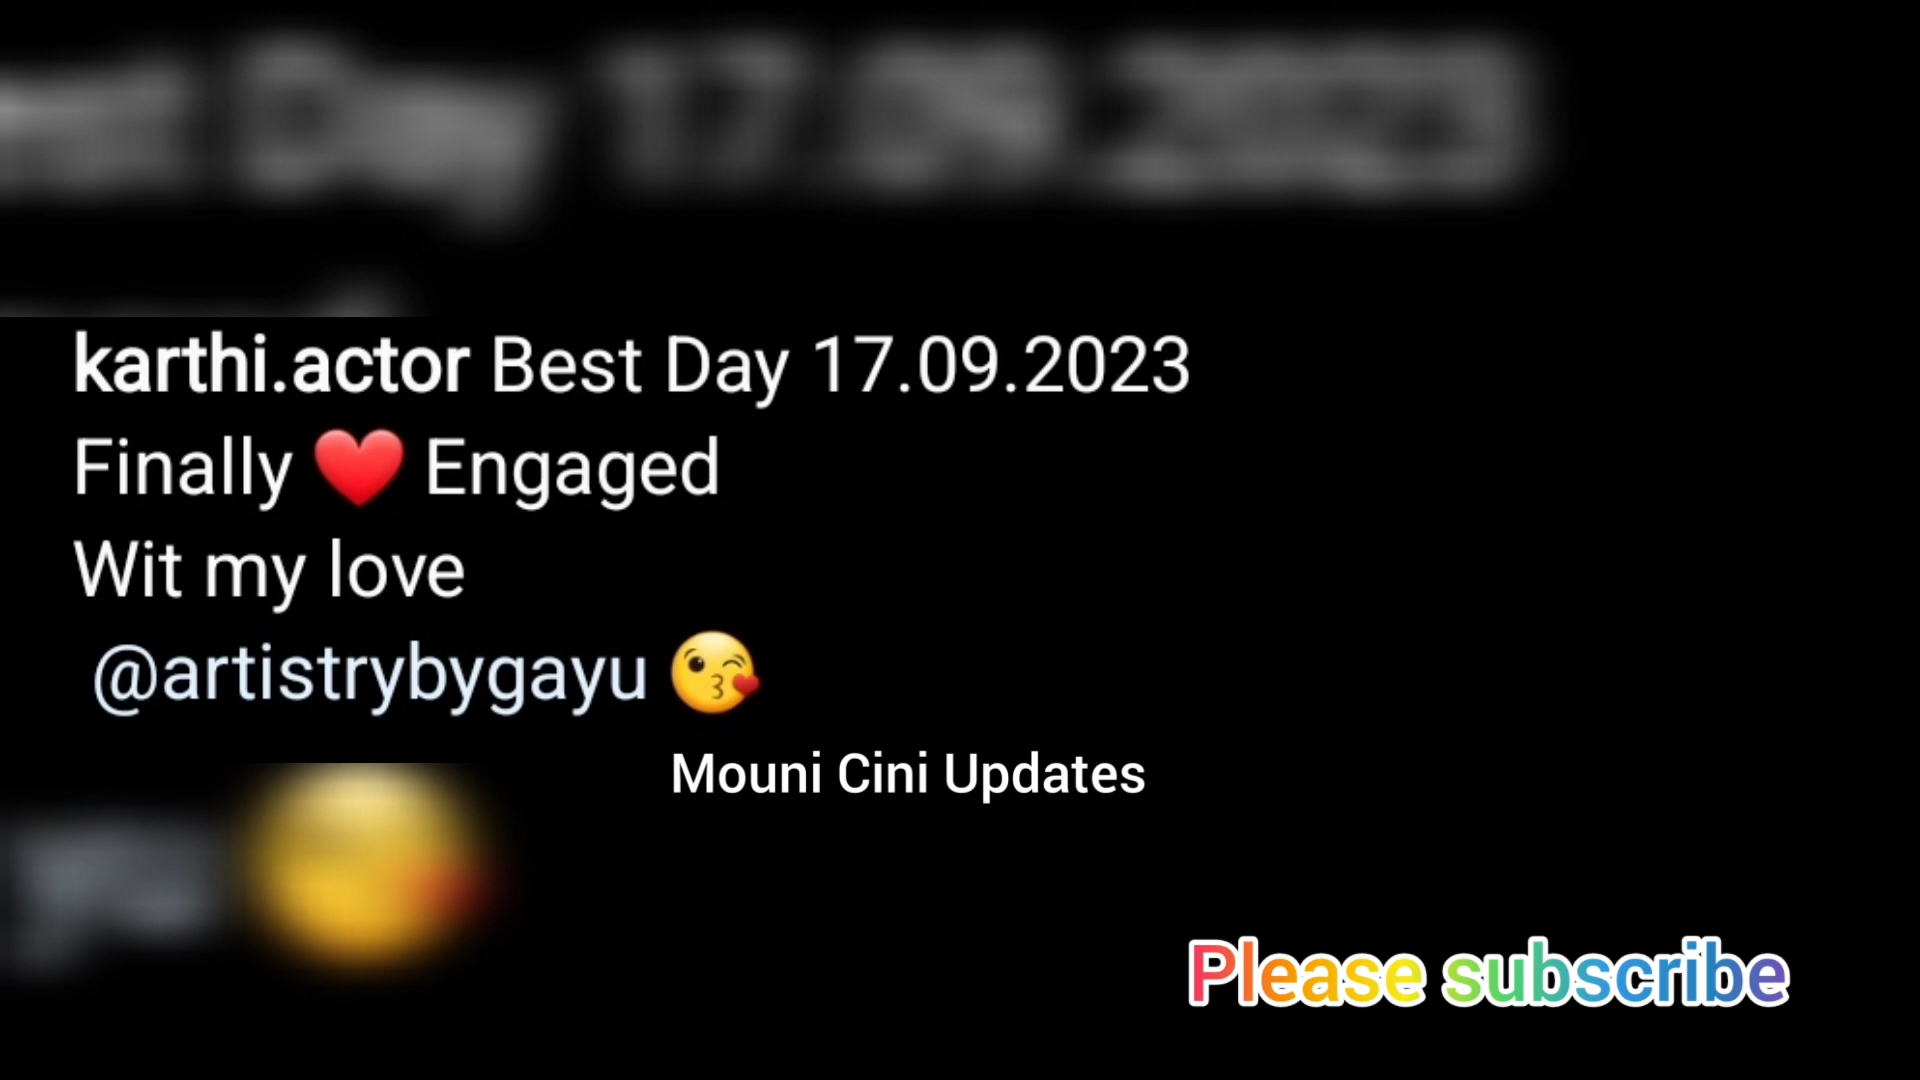 karthi.actor Best Day 17.09.2023
Finally ❤️ Engaged
Wit my love
@artistrybygayu 😘
Mouni Cini Updates
Please subscribe